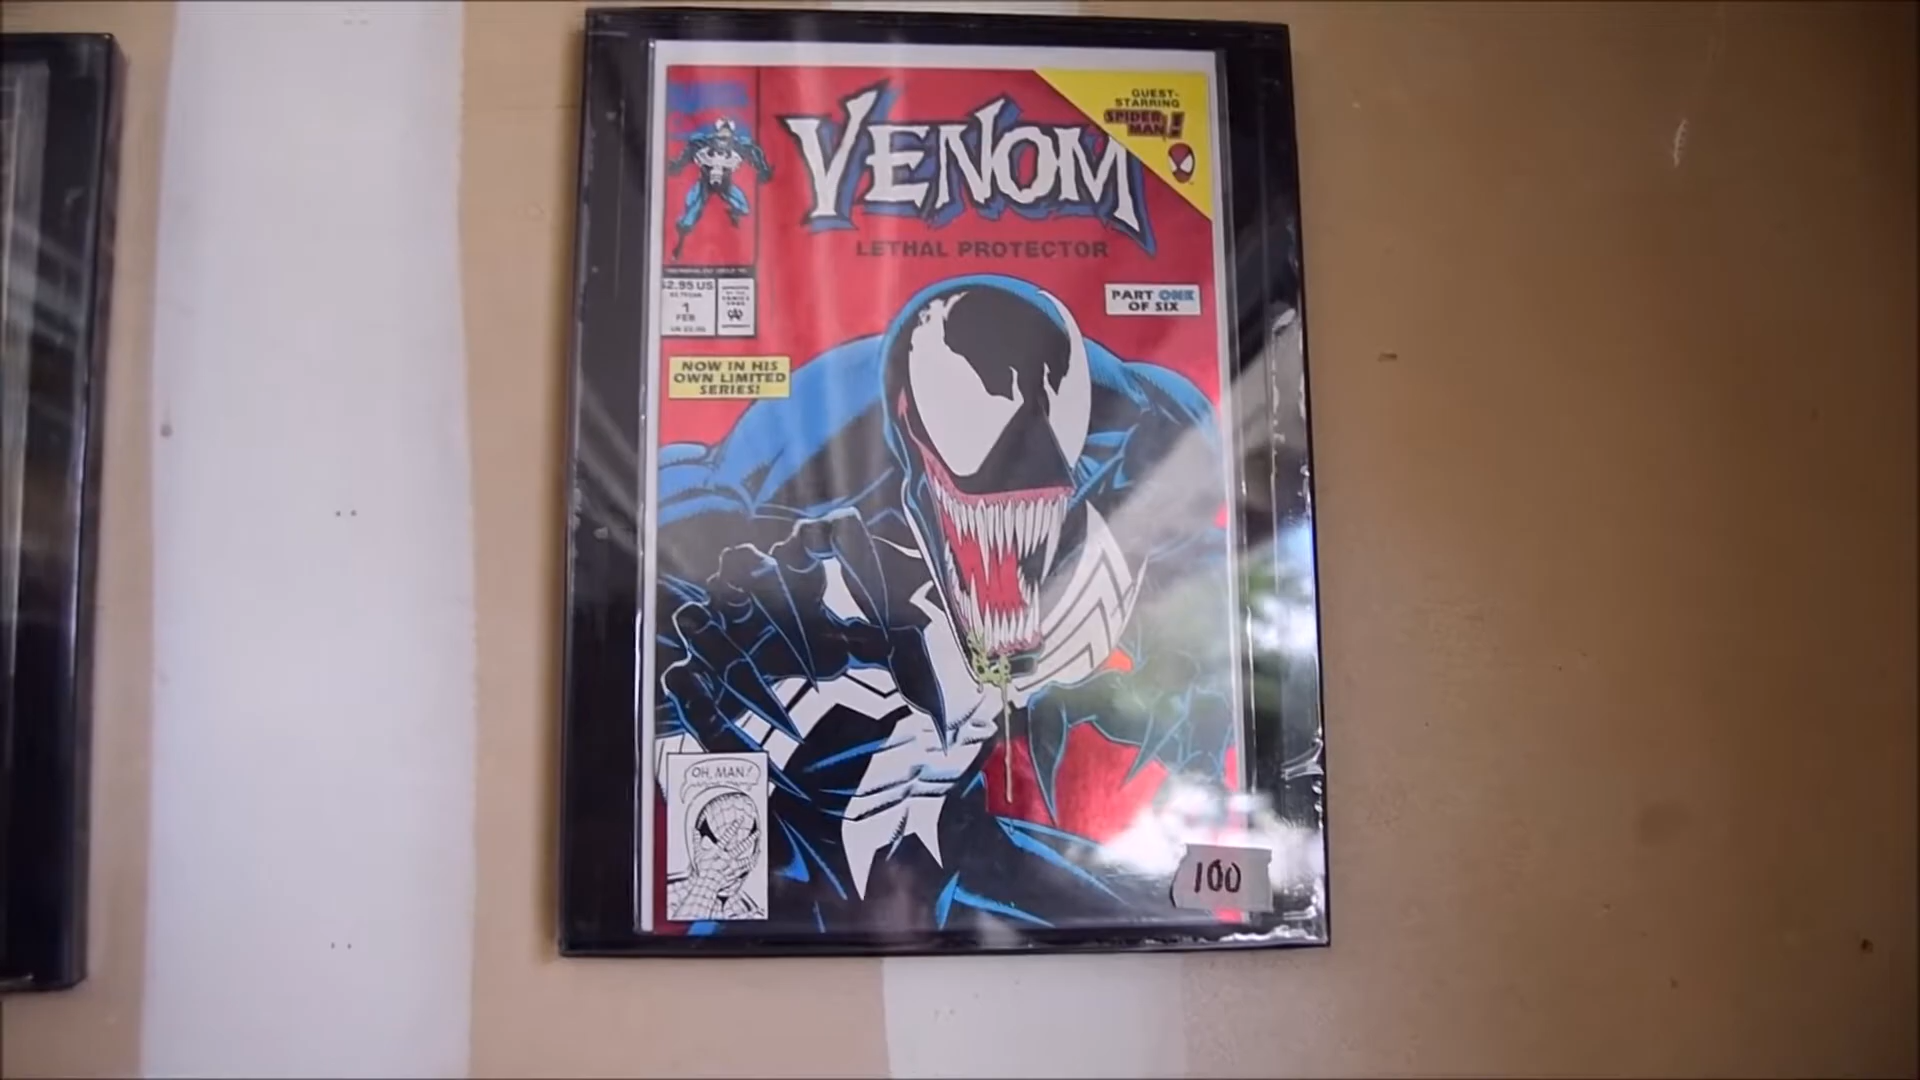 GUEST-
STARRING
SPIDER
MAN!
VENOM
LETHAL PROTECTOR
$2.95 US
1
FEB
PART ONE
OF SIX
NOW IN HIS
OWN LIMITED
SERIES!
OH, MAN!
100